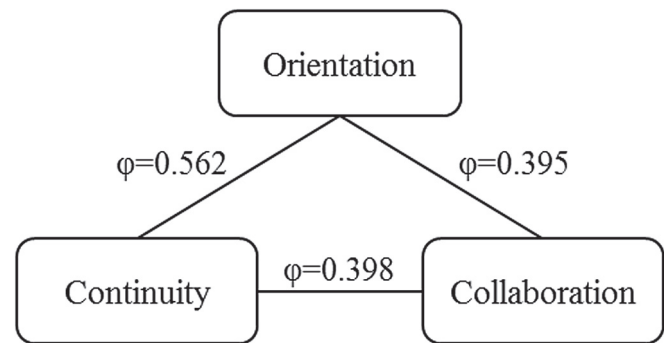 Orientation
φ=0.562
φ=0.395
Continuity
φ=0.398
Collaboration